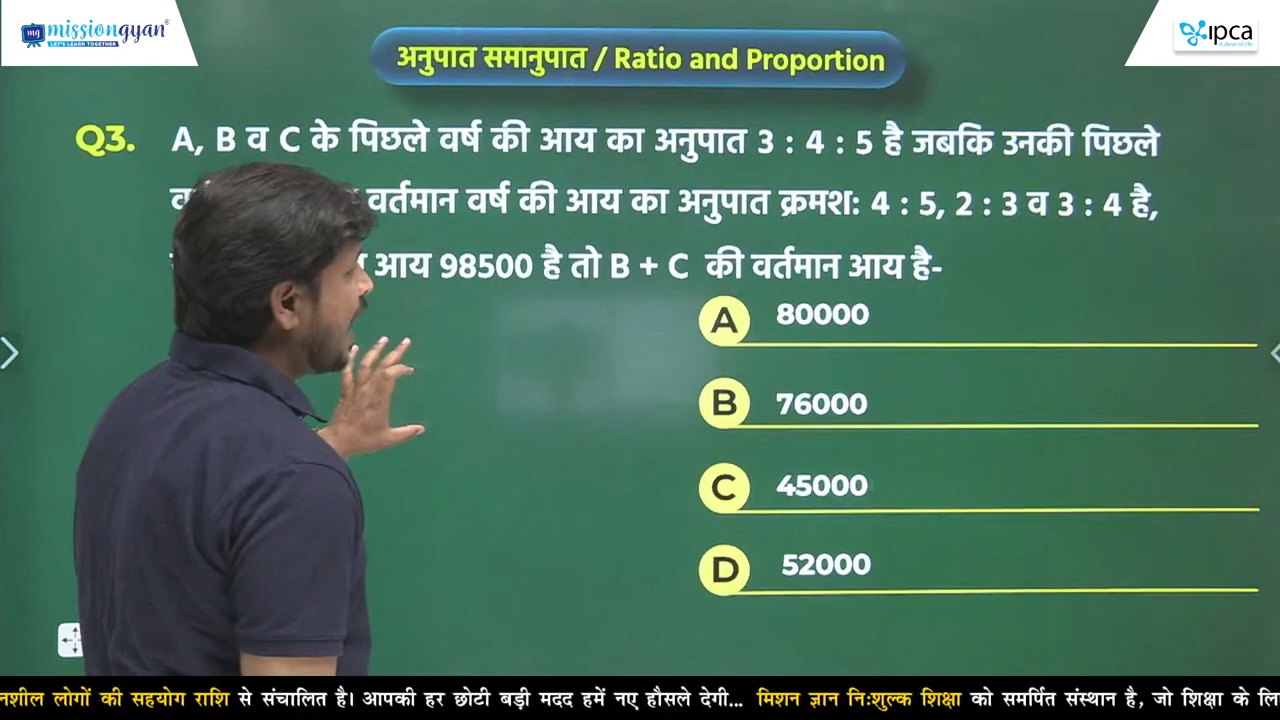 mg missiongyan®
LET'S LEARN TOGETHER
ipca
A dose of life
अनुपात समानुपात / Ratio and Proportion
Q3. A, B व C के पिछले वर्ष की आय का अनुपात 3 : 4 : 5 है जबकि उनकी पिछले
वर्तमान वर्ष की आय का अनुपात क्रमशः 4 : 5, 2 : 3 व 3 : 4 है,
आय 98500 है तो B + C की वर्तमान आय है-
A 80000
B 76000
C 45000
D 52000
नशील लोगों की सहयोग राशि से संचालित है। आपकी हर छोटी बड़ी मदद हमें नए हौसले देगी... मिशन ज्ञान निःशुल्क शिक्षा को समर्पित संस्थान है, जो शिक्षा के लि